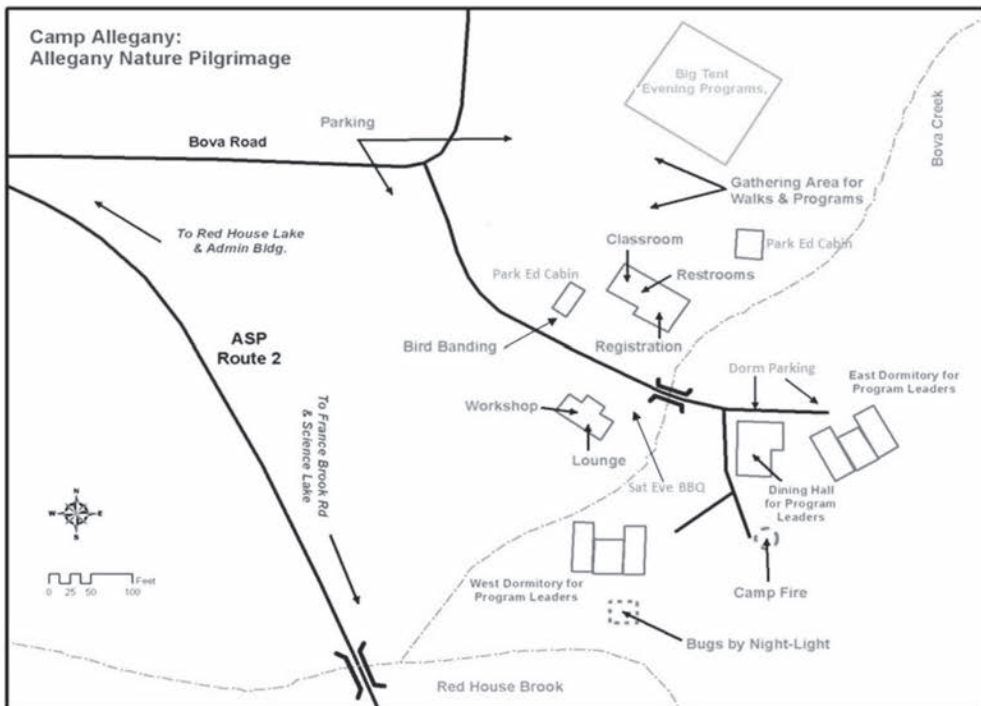 Camp Allegany:
Allegany Nature Pilgrimage
Big Tent
Evening Programs,
Parking
Bova Road
Bova Creek
Gathering Area for
Walks & Programs
To Red House Lake
& Admin Bldg.
Classroom
Park Ed Cabin
Park Ed Cabin
Restrooms
ASP
Route 2
Bird Banding
Registration
Dorm Parking
East Dormitory for
Program Leaders
To France Brook Rd
& Science Lake
Workshop
Lounge
Sat Eve BBQ
Dining Hall
for Program
Leaders
N
W
E
S
Feet
0 25 50 100
West Dormitory for
Program Leaders
Camp Fire
Bugs by Night-Light
Red House Brook